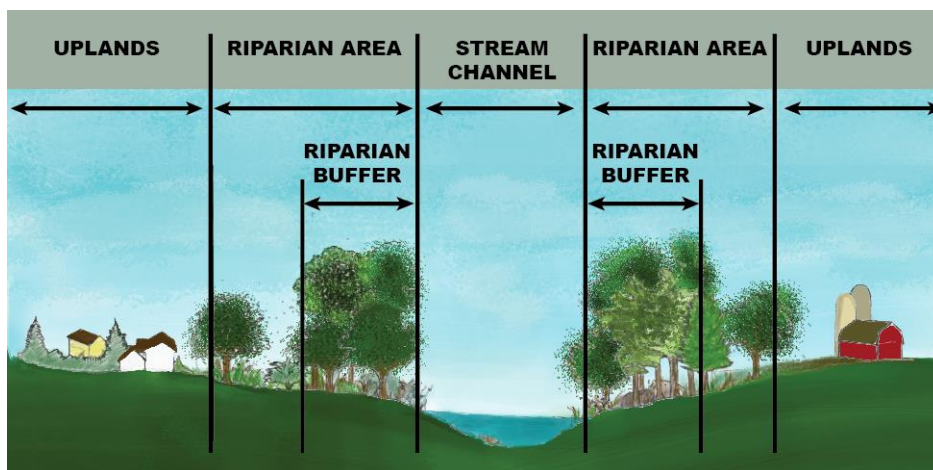 UPLANDS
RIPARIAN AREA
STREAM
CHANNEL
RIPARIAN AREA
UPLANDS
RIPARIAN
BUFFER
RIPARIAN
BUFFER